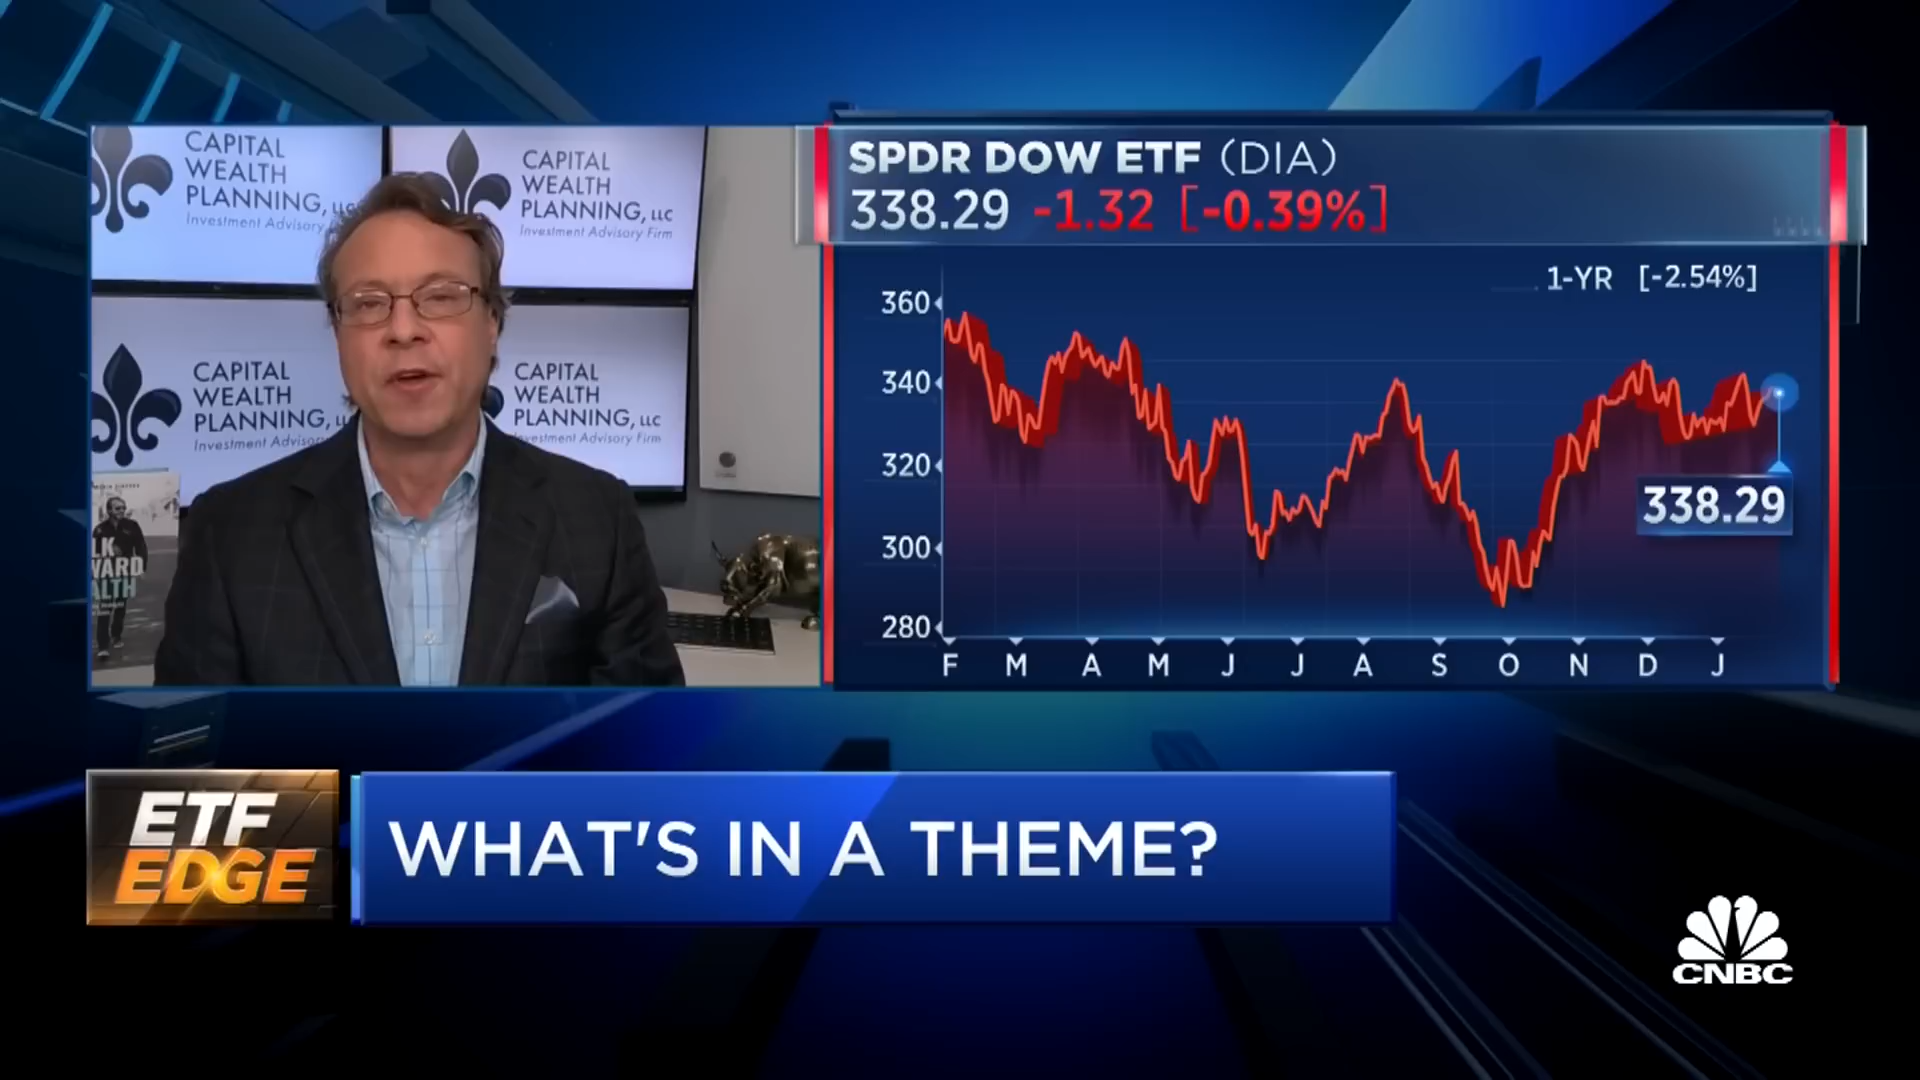 CAPITAL
WEALTH
PLANNING, LLC
Investment Advisory
CAPITAL
WEALTH
PLANNING, LLC
Investment Advisory Firm
CAPITAL
WEALTH
PLANNING,
Investment Advisory
CAPITAL
WEALTH
PLANNING, LLC
Investment Advisory Firm
SPDR DOW ETF (DIA)
338.29 -1.32 [-0.39%]
1-YR [-2.54%]
360
340
320
300
280
338.29
F M A M J J A S O N D J
ETF
EDGE
WHAT'S IN A THEME?
CNBC